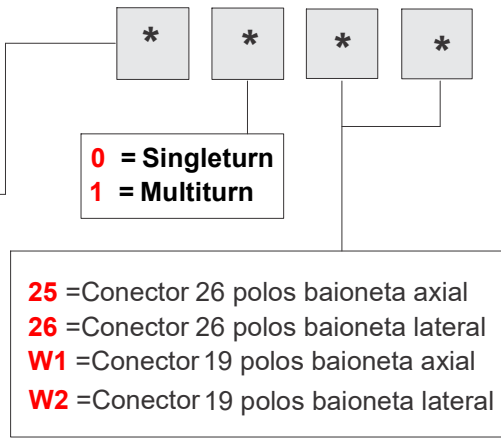 * * * *
0 = Singleturn
1 = Multiturn
25 =Conector 26 polos baioneta axial
26 =Conector 26 polos baioneta lateral
W1 =Conector 19 polos baioneta axial
W2 =Conector 19 polos baioneta lateral